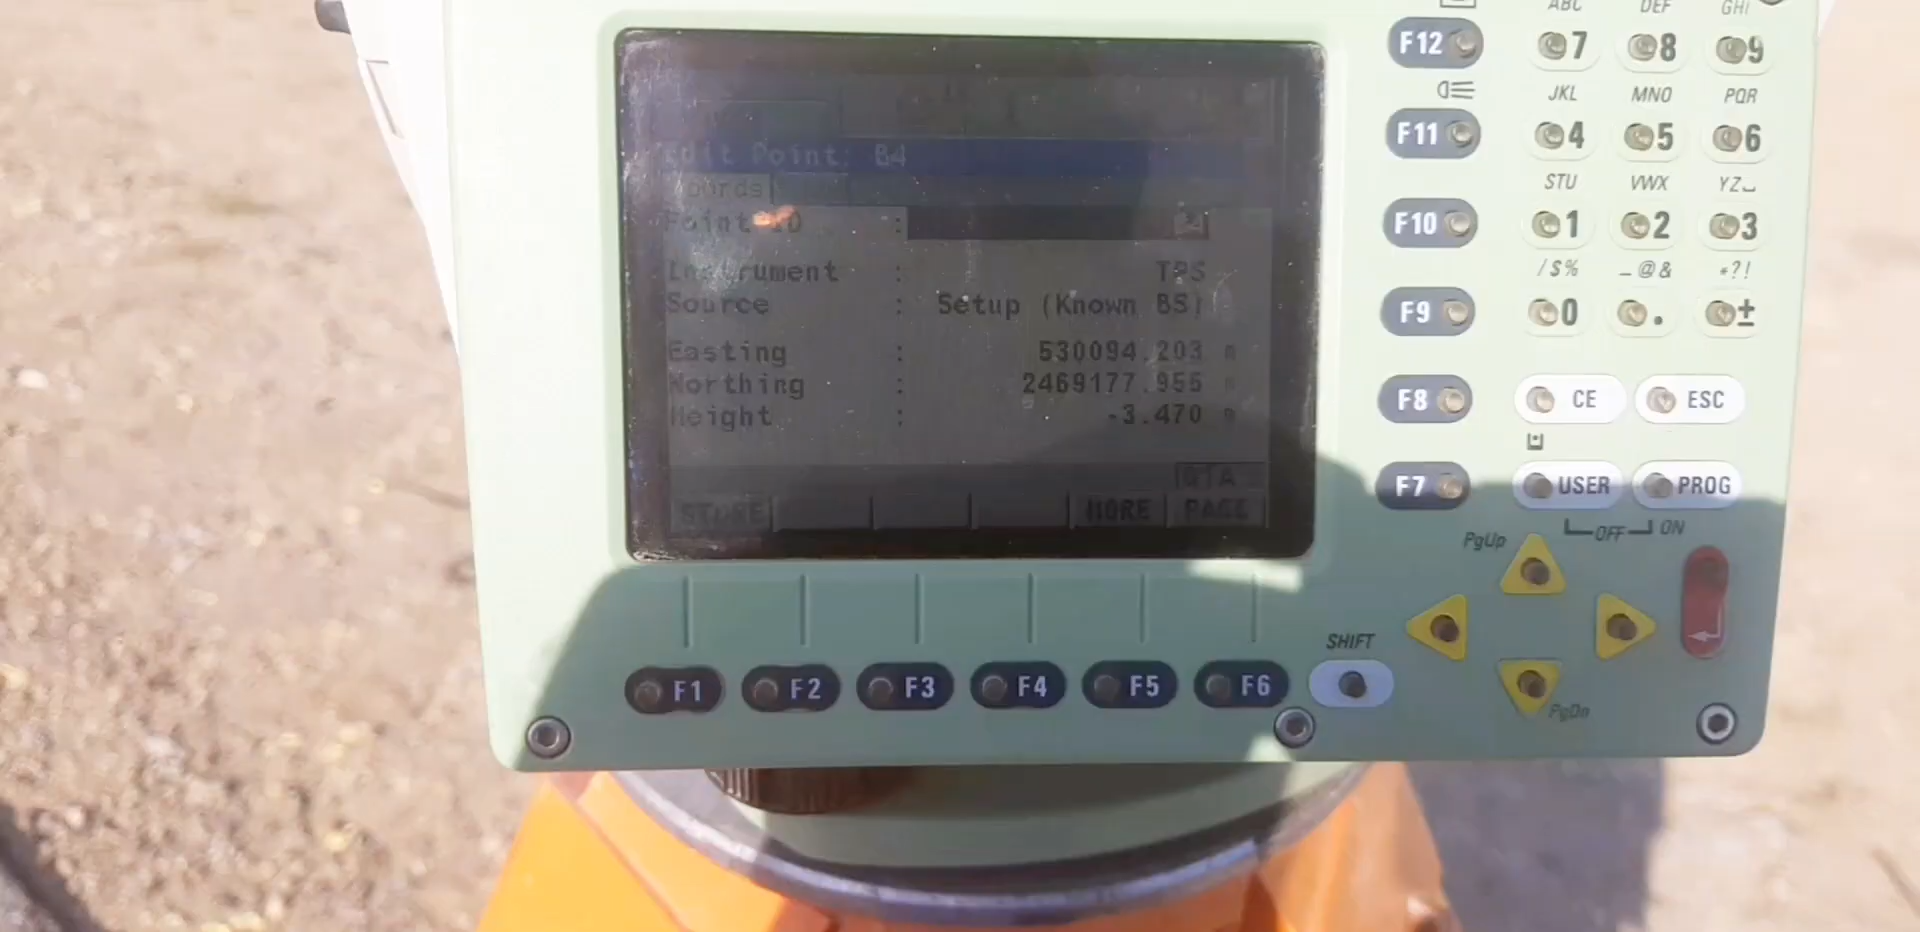 Edit Point: B4
Coords
Point ID :
Instrument : TPS
Source : Setup (Known BS)
Easting : 530094.203 m
Northing : 2469177.955 m
Height : -3.470 m
STORE MORE PAGE
F1 F2 F3 F4 F5 F6
SHIFT
ABC DEF GHI
F12 7 8 9
JKL MNO PQR
F11 4 5 6
STU VWX YZ
F10 1 2 3
/$% _@& *?!
F9 0 . ±
F8 CE ESC
F7 USER PROG
OFF ON
PgUp
PgDn